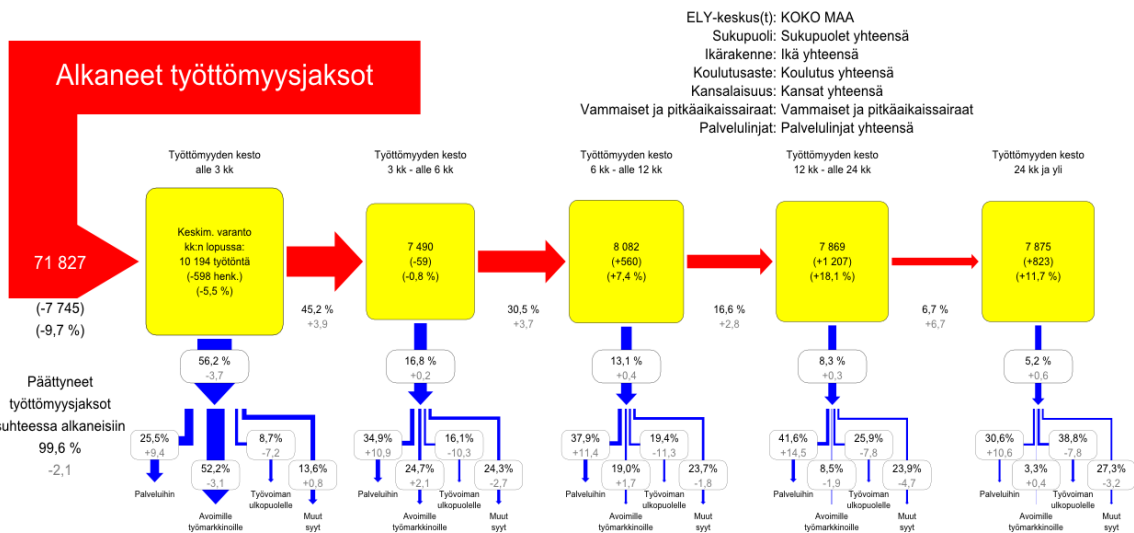 ELY-keskus(t): KOKO MAA
Sukupuoli: Sukupuolet yhteensä
Ikärakenne: Ikä yhteensä
Koulutusaste: Koulutus yhteensä
Kansalaisuus: Kansat yhteensä
Vammaiset ja pitkäaikaissairaat: Vammaiset ja pitkäaikaissairaat
Palvelulinjat: Palvelulinjat yhteensä
Alkaneet työttömyysjaksot
71 827
(-7 745)
(-9,7 %)
Työttömyyden kesto
alle 3 kk
Keskim. varanto
kk:n lopussa:
10 194 työtöntä
(-598 henk.)
(-5,5 %)
45,2 %
+3,9
Työttömyyden kesto
3 kk - alle 6 kk
7 490
(-59)
(-0,8 %)
30,5 %
+3,7
Työttömyyden kesto
6 kk - alle 12 kk
8 082
(+560)
(+7,4 %)
16,6 %
+2,8
Työttömyyden kesto
12 kk - alle 24 kk
7 869
(+1 207)
(+18,1 %)
6,7 %
+6,7
Työttömyyden kesto
24 kk ja yli
7 875
(+823)
(+11,7 %)
Päättyneet
työttömyysjaksot
suhteessa alkaneisiin
99,6 %
-2,1
56,2 %
-3,7
25,5%
+9,4
Palveluihin
52,2 %
-3,1
Avoimille
työmarkkinoille
8,7%
-7,2
Työvoiman
ulkopuolelle
13,6%
+0,8
Muut
syyt
16,8 %
+0,2
34,9%
+10,9
Palveluihin
24,7%
+2,1
Avoimille
työmarkkinoille
16,1%
-10,3
Työvoiman
ulkopuolelle
24,3%
-2,7
Muut
syyt
13,1 %
+0,4
37,9%
+11,4
Palveluihin
19,0%
+1,7
Avoimille
työmarkkinoille
19,4%
-11,3
Työvoiman
ulkopuolelle
23,7%
-1,8
Muut
syyt
8,3 %
+0,3
41,6%
+14,5
Palveluihin
8,5%
-1,9
Avoimille
työmarkkinoille
25,9%
-7,8
Työvoiman
ulkopuolelle
23,9%
-4,7
Muut
syyt
5,2 %
+0,6
30,6%
+10,6
Palveluihin
3,3%
+0,4
Avoimille
työmarkkinoille
38,8%
-7,8
Työvoiman
ulkopuolelle
27,3%
-3,2
Muut
syyt